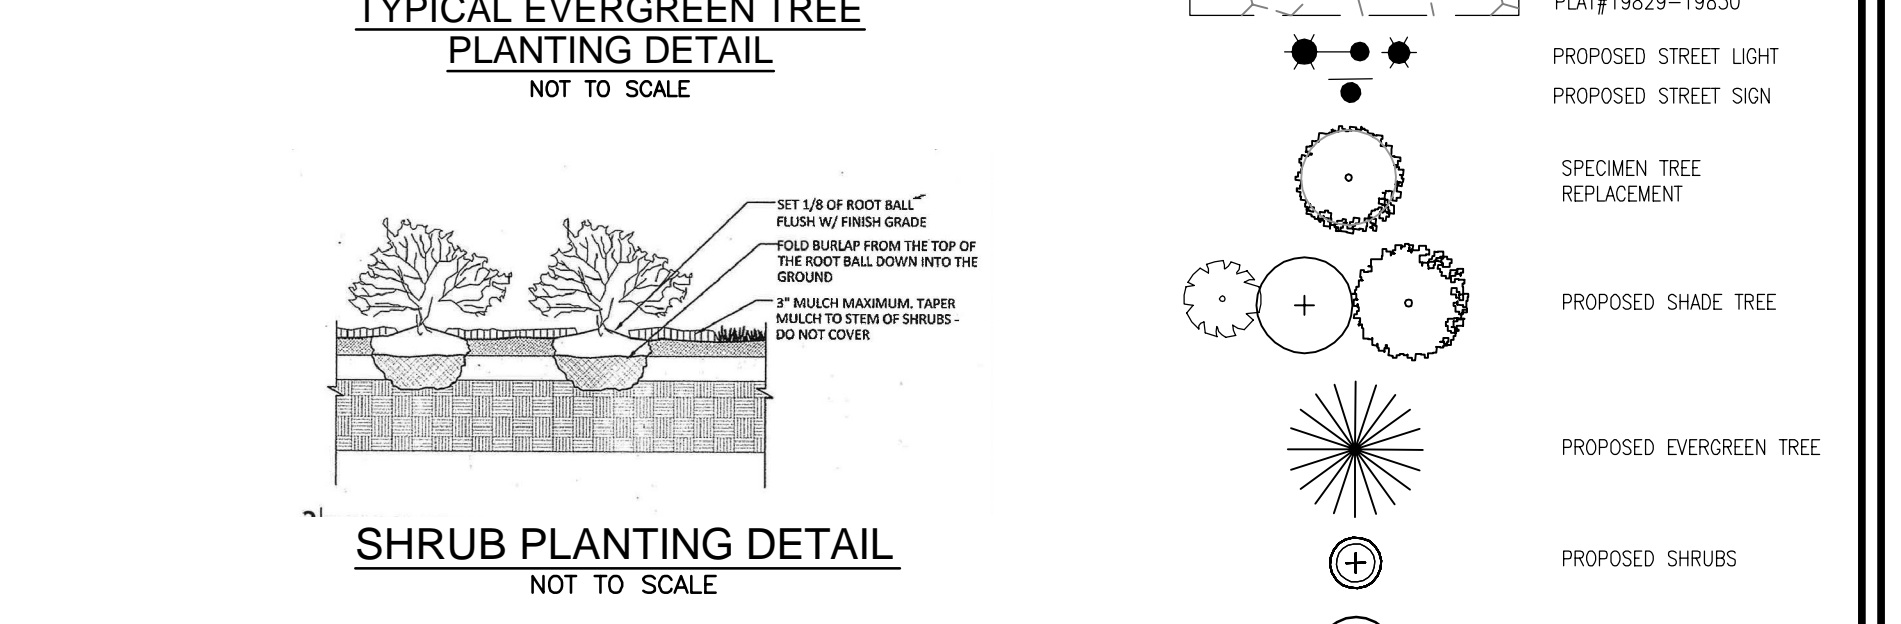 TYPICAL EVERGREEN TREE
PLANTING DETAIL
NOT TO SCALE
SET 1/8 OF ROOT BALL
FLUSH W/ FINISH GRADE
FOLD BURLAP FROM THE TOP OF
THE ROOT BALL DOWN INTO THE
GROUND
3" MULCH MAXIMUM. TAPER
MULCH TO STEM OF SHRUBS -
DO NOT COVER
SHRUB PLANTING DETAIL
NOT TO SCALE
PLAT#19829-19830
PROPOSED STREET LIGHT
PROPOSED STREET SIGN
SPECIMEN TREE
REPLACEMENT
PROPOSED SHADE TREE
PROPOSED EVERGREEN TREE
PROPOSED SHRUBS